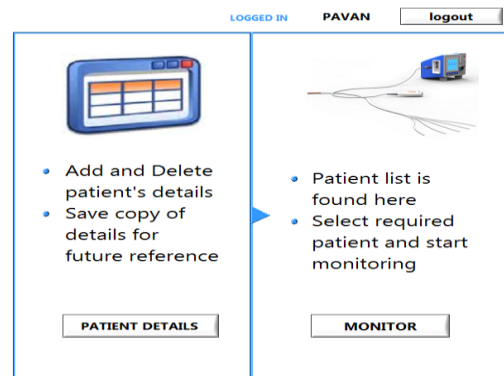 LOGGED IN PAVAN logout
Add and Delete
patient's details
Save copy of
details for
future reference
PATIENT DETAILS
Patient list is
found here
Select required
patient and start
monitoring
MONITOR